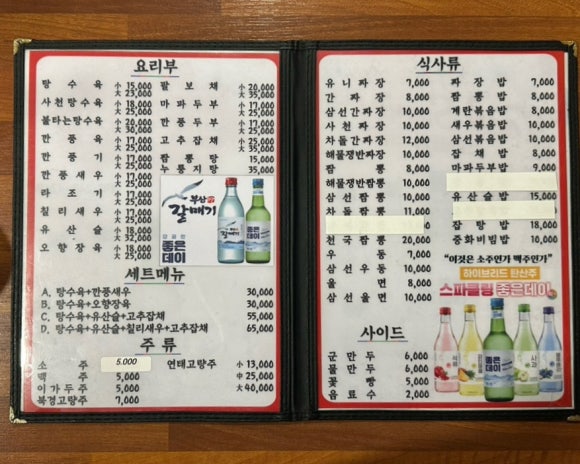 요리부
탕수육 小 15,000 大 23,000
사천탕수육 小 18,000 大 25,000
불타는탕수육 小 20,000 大 30,000
깐풍육 小 17,000 大 25,000
깐풍기 小 17,000 大 25,000
깐풍새우 小 17,000 大 25,000
라조기 小 17,000 大 25,000
칠리새우 小 17,000 大 25,000
유산슬 小 18,000 大 32,000
오향장육 小 18,000 大 25,000
팔보채 小 20,000 大 35,000
마파두부 小 17,000 大 25,000
만풍두부 小 17,000 大 25,000
고추잡채 小 25,000 大 35,000
짬뽕탕 15,000
누룽지탕 35,000
부산 갈매기
좋은데이
세트메뉴
A. 탕수육+깐풍새우 30,000
B. 탕수육+오향장육 30,000
C. 탕수육+유산슬+고추잡채 55,000
D. 탕수육+유산슬+칠리새우+고추잡채 65,000
주류
소주 5.000
맥주 5,000
이가두주 5,000
북경고량주 7,000
연태고량주 小 13,000
中 25,000
大 40,000
식사류
유니짜장 7,000
간짜장 8,000
삼선간짜장 10,000
사천짜장 10,000
차돌간짜장 12,000
해물쟁반짜장 10,000
짬뽕 8,000
해물쟁반짬뽕 10,000
삼선짬뽕 10,000
차돌짬뽕 11,000
천국짬뽕 20,000
우동 7,000
삼선우동 10,000
울면 8,000
삼선울면 10,000
짜장밥 7,000
짬뽕밥 8,000
계란볶음밥 8,000
새우볶음밥 8,000
삼선볶음밥 10,000
잡채밥 8,000
마파두부밥 9,000
유산슬밥 15,000
잡탕밥 18,000
중화비빔밥 10,000
"이것은 소주인가 맥주인가"
하이브리드 탄산주
스파클링 좋은데이
좋은데이
사이드
군만두 6,000
물만두 6,000
꽃빵 5,000
음료수 2,000